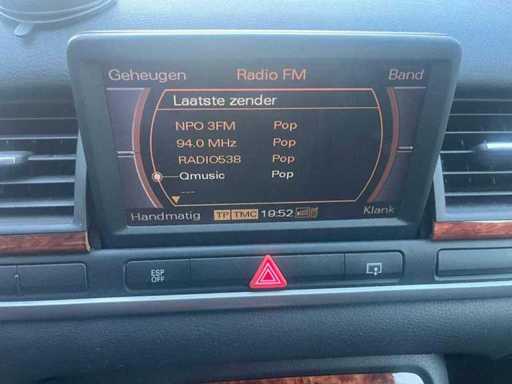 Geheugen Radio FM Band
Laatste zender
NPO 3FM Pop
94.0 MHz Pop
RADIO538 Pop
Qmusic Pop
----
Handmatig TP TMC 19:52 Klank
ESP
OFF